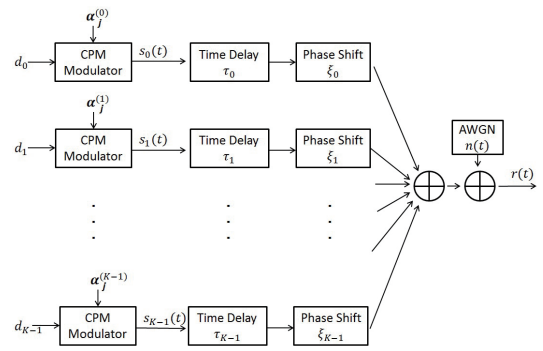 α_j^(0)
d_0 CPM Modulator s_0(t) Time Delay τ_0 Phase Shift ξ_0
α_j^(1)
d_1 CPM Modulator s_1(t) Time Delay τ_1 Phase Shift ξ_1
AWGN n(t)
r(t)
α_j^(K−1)
d_{K−1} CPM Modulator s_{K−1}(t) Time Delay τ_{K−1} Phase Shift ξ_{K−1}